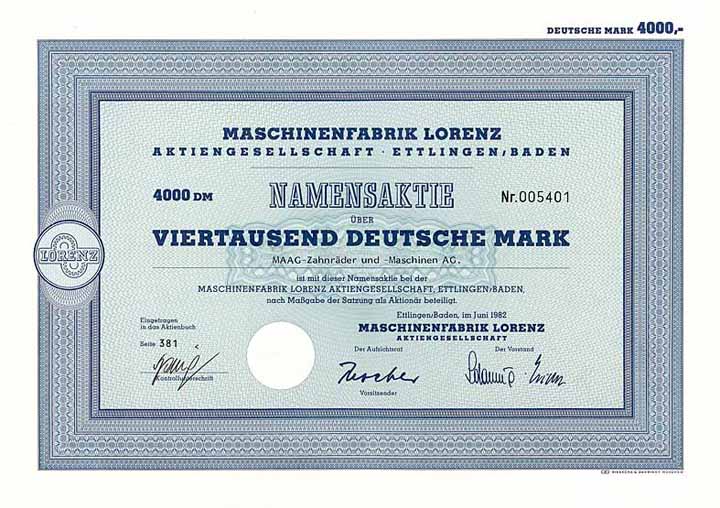 DEUTSCHE MARK 4000,-
MASCHINENFABRIK LORENZ
AKTIENGESELLSCHAFT · ETTLINGEN/BADEN
4000 DM NAMENSAKTIE Nr. 005401
ÜBER
VIERTAUSEND DEUTSCHE MARK
MAAG-Zahnräder und -Maschinen AG.
LORENZ
ist mit dieser Namensaktie bei der
MASCHINENFABRIK LORENZ AKTIENGESELLSCHAFT, ETTLINGEN/BADEN,
nach Maßgabe der Satzung als Aktionär beteiligt.
Eingetragen
in das Aktienbuch
Seite 381
Kontrollunterschrift
Ettlingen/Baden, im Juni 1982
MASCHINENFABRIK LORENZ
AKTIENGESELLSCHAFT
Der Aufsichtsrat Der Vorstand
Vorsitzender